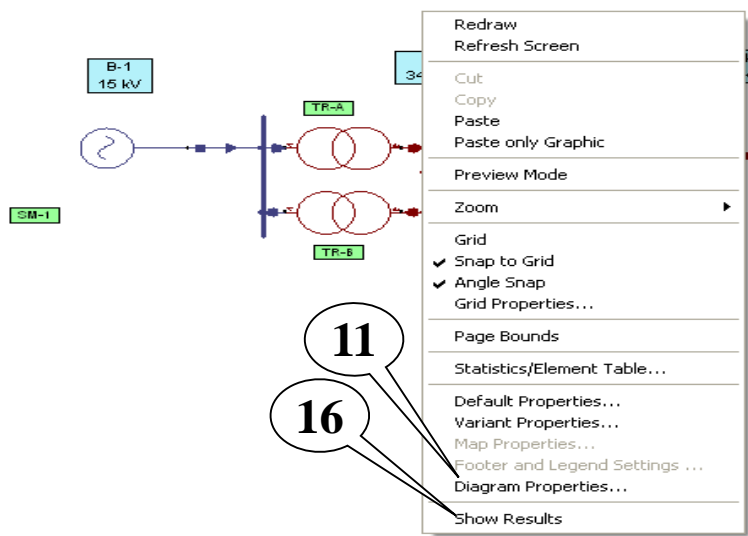 B-1
15 kV
34
TR-A
SM-1
TR-B
11
16
Redraw
Refresh Screen
Cut
Copy
Paste
Paste only Graphic
Preview Mode
Zoom
Grid
Snap to Grid
Angle Snap
Grid Properties...
Page Bounds
Statistics/Element Table...
Default Properties...
Variant Properties...
Map Properties...
Footer and Legend Settings ...
Diagram Properties...
Show Results